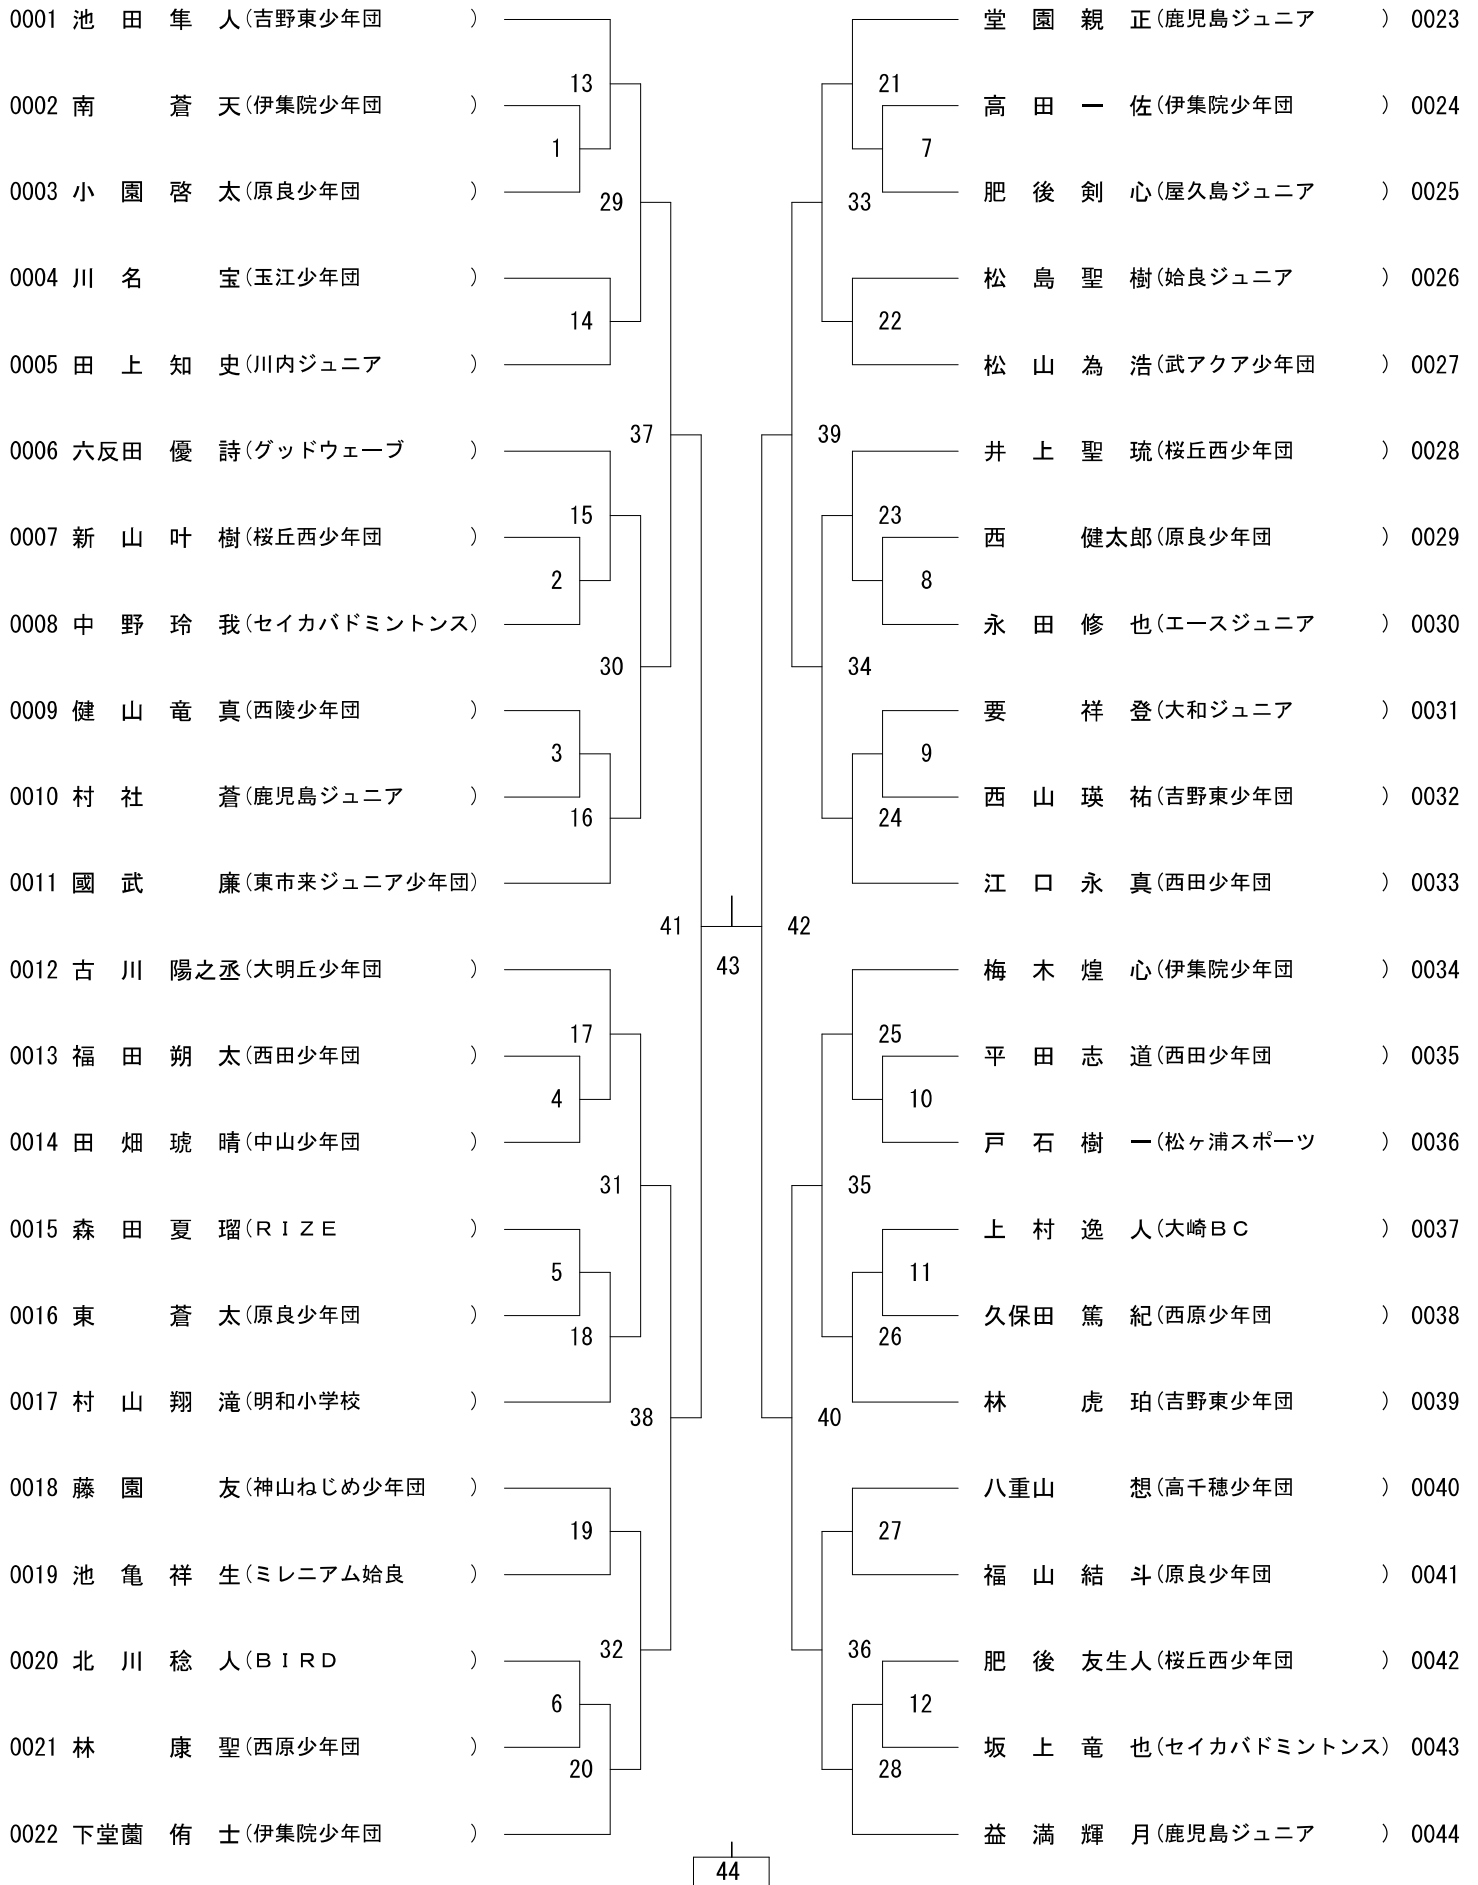 0001 池 田 隼 人(吉野東少年団)
13
0002 南 蒼 天(伊集院少年団)
1
0003 小 園 啓 太(原良少年団)
29
0004 川 名 宝(玉江少年団)
14
0005 田 上 知 史(川内ジュニア)
37
0006 六反田 優 詩(グッドウェーブ)
15
0007 新 山 叶 樹(桜丘西少年団)
2
0008 中 野 玲 我(セイカバドミントンス)
30
0009 健 山 竜 真(西陵少年団)
3
0010 村 社 蒼(鹿児島ジュニア)
16
0011 國 武 廉(東市来ジュニア少年団)
41
0012 古 川 陽之丞(大明丘少年団)
17
0013 福 田 朔 太(西田少年団)
4
0014 田 畑 琥 晴(中山少年団)
31
0015 森 田 夏 瑠(RIZE)
5
0016 東 蒼 太(原良少年団)
18
0017 村 山 翔 滝(明和小学校)
38
0018 藤 園 友(神山ねじめ少年団)
19
0019 池 亀 祥 生(ミレニアム姶良)
32
0020 北 川 稔 人(BIRD)
6
0021 林 康 聖(西原少年団)
20
0022 下堂薗 侑 士(伊集院少年団)
43
44
堂 園 親 正(鹿児島ジュニア) 0023
21
高 田 一 佐(伊集院少年団) 0024
7
肥 後 剣 心(屋久島ジュニア) 0025
33
松 島 聖 樹(姶良ジュニア) 0026
22
松 山 為 浩(武アクア少年団) 0027
39
井 上 聖 琉(桜丘西少年団) 0028
23
西 健太郎(原良少年団) 0029
8
永 田 修 也(エースジュニア) 0030
34
要 祥 登(大和ジュニア) 0031
9
西 山 瑛 祐(吉野東少年団) 0032
24
江 口 永 真(西田少年団) 0033
42
梅 木 煌 心(伊集院少年団) 0034
25
平 田 志 道(西田少年団) 0035
10
戸 石 樹 一(松ヶ浦スポーツ) 0036
35
上 村 逸 人(大崎BC) 0037
11
久保田 篤 紀(西原少年団) 0038
26
林 虎 珀(吉野東少年団) 0039
40
八重山 想(高千穂少年団) 0040
27
福 山 結 斗(原良少年団) 0041
36
肥 後 友生人(桜丘西少年団) 0042
12
坂 上 竜 也(セイカバドミントンス) 0043
28
益 満 輝 月(鹿児島ジュニア) 0044